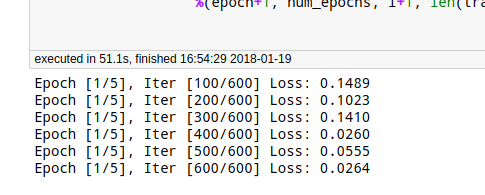 %(epoch+1, num_epochs, i+1, len(tra
executed in 51.1s, finished 16:54:29 2018-01-19
Epoch [1/5], Iter [100/600] Loss: 0.1489
Epoch [1/5], Iter [200/600] Loss: 0.1023
Epoch [1/5], Iter [300/600] Loss: 0.1410
Epoch [1/5], Iter [400/600] Loss: 0.0260
Epoch [1/5], Iter [500/600] Loss: 0.0555
Epoch [1/5], Iter [600/600] Loss: 0.0264